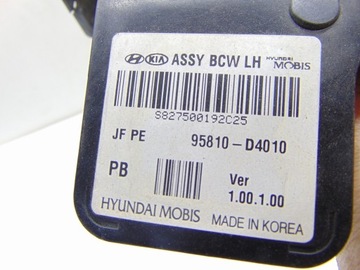 KIA ASSY BCW LH HYUNDAI MOBIS
S827500192C25
JF PE 95810-D4010
PB Ver
1.00.1.00
HYUNDAI MOBIS MADE IN KOREA